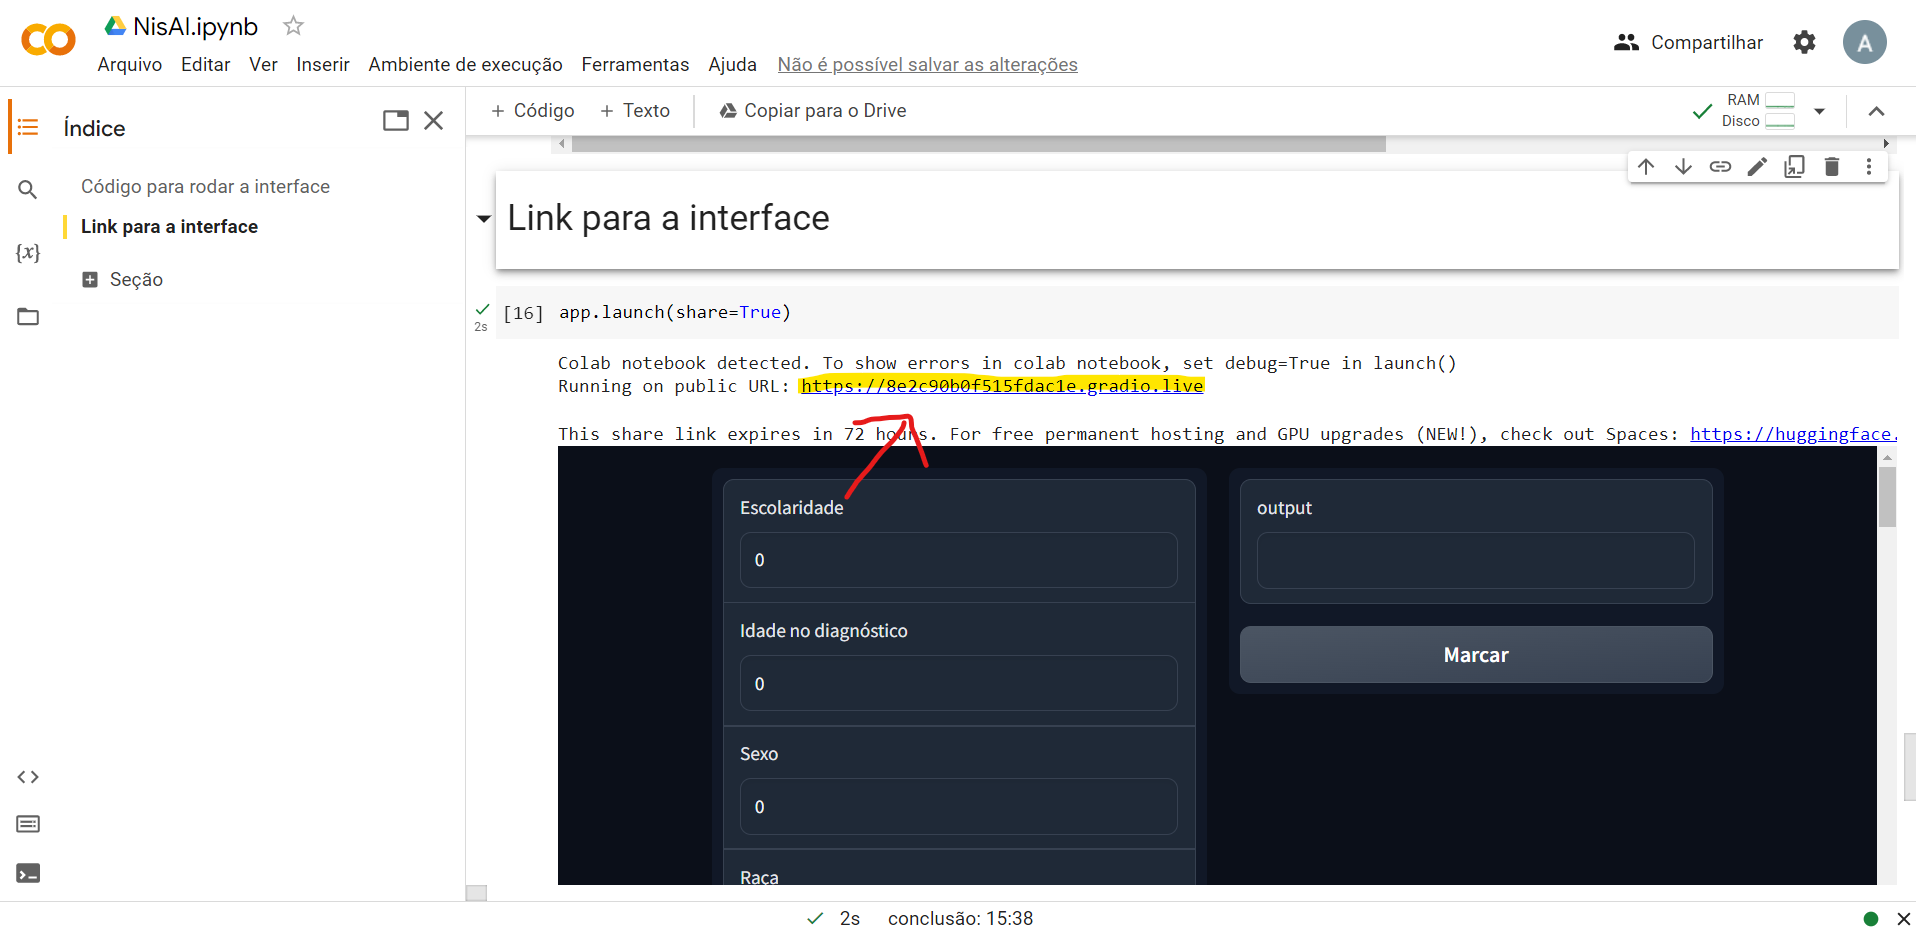 NisAI.ipynb
Arquivo Editar Ver Inserir Ambiente de execução Ferramentas Ajuda Não é possível salvar as alterações
Compartilhar
A
Índice
Código para rodar a interface
Link para a interface
Seção
{x}
+ Código + Texto Copiar para o Drive
RAM
Disco
Link para a interface
2s
[16] app.launch(share=True)
Colab notebook detected. To show errors in colab notebook, set debug=True in launch()
Running on public URL: https://8e2c90b0f515fdac1e.gradio.live
This share link expires in 72 hours. For free permanent hosting and GPU upgrades (NEW!), check out Spaces: https://huggingface.
Escolaridade
0
Idade no diagnóstico
0
Sexo
0
Raça
output
Marcar
2s conclusão: 15:38